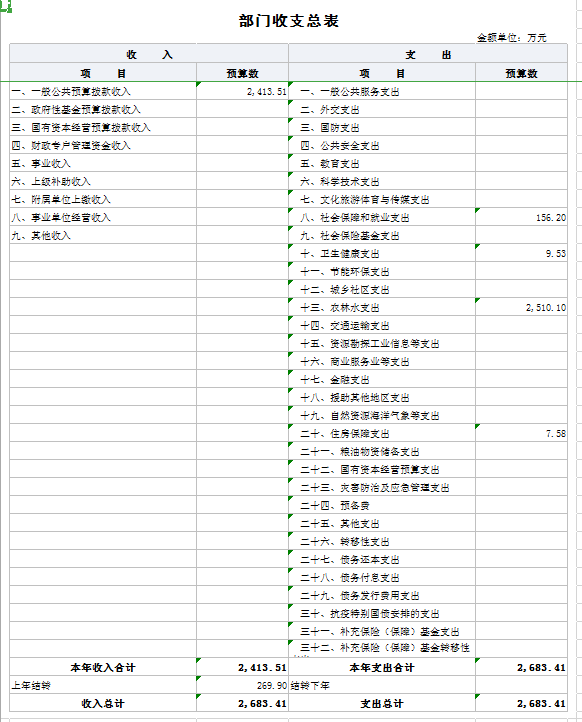 部门收支总表
金额单位：万元
收 入 支 出
项 目 预算数 项 目 预算数
一、一般公共预算拨款收入 2,413.51 一、一般公共服务支出
二、政府性基金预算拨款收入 二、外交支出
三、国有资本经营预算拨款收入 三、国防支出
四、财政专户管理资金收入 四、公共安全支出
五、事业收入 五、教育支出
六、上级补助收入 六、科学技术支出
七、附属单位上缴收入 七、文化旅游体育与传媒支出
八、事业单位经营收入 八、社会保障和就业支出 156.20
九、其他收入 九、社会保险基金支出
十、卫生健康支出 9.53
十一、节能环保支出
十二、城乡社区支出
十三、农林水支出 2,510.10
十四、交通运输支出
十五、资源勘探工业信息等支出
十六、商业服务业等支出
十七、金融支出
十八、援助其他地区支出
十九、自然资源海洋气象等支出
二十、住房保障支出 7.58
二十一、粮油物资储备支出
二十二、国有资本经营预算支出
二十三、灾害防治及应急管理支出
二十四、预备费
二十五、其他支出
二十六、转移性支出
二十七、债务还本支出
二十八、债务付息支出
二十九、债务发行费用支出
三十、抗疫特别国债安排的支出
三十一、补充保险（保障）基金支出
三十二、补充保险（保障）基金转移性
本年收入合计 2,413.51 本年支出合计 2,683.41
上年结转 269.90 结转下年
收入总计 2,683.41 支出总计 2,683.41